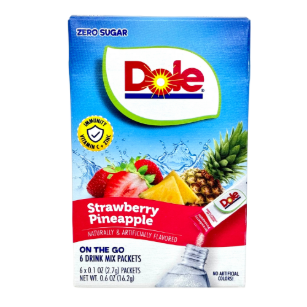 ZERO SUGAR
Dole
IMMUNITY
VITAMIN C + ZINC
Strawberry
Pineapple
NATURALLY & ARTIFICIALLY FLAVORED
ON THE GO
6 DRINK MIX PACKETS
6 x 0.1 OZ (2.7g) PACKETS
NET WT. 0.6 OZ (16.2g)
NO ARTIFICIAL
COLORS!
Dole